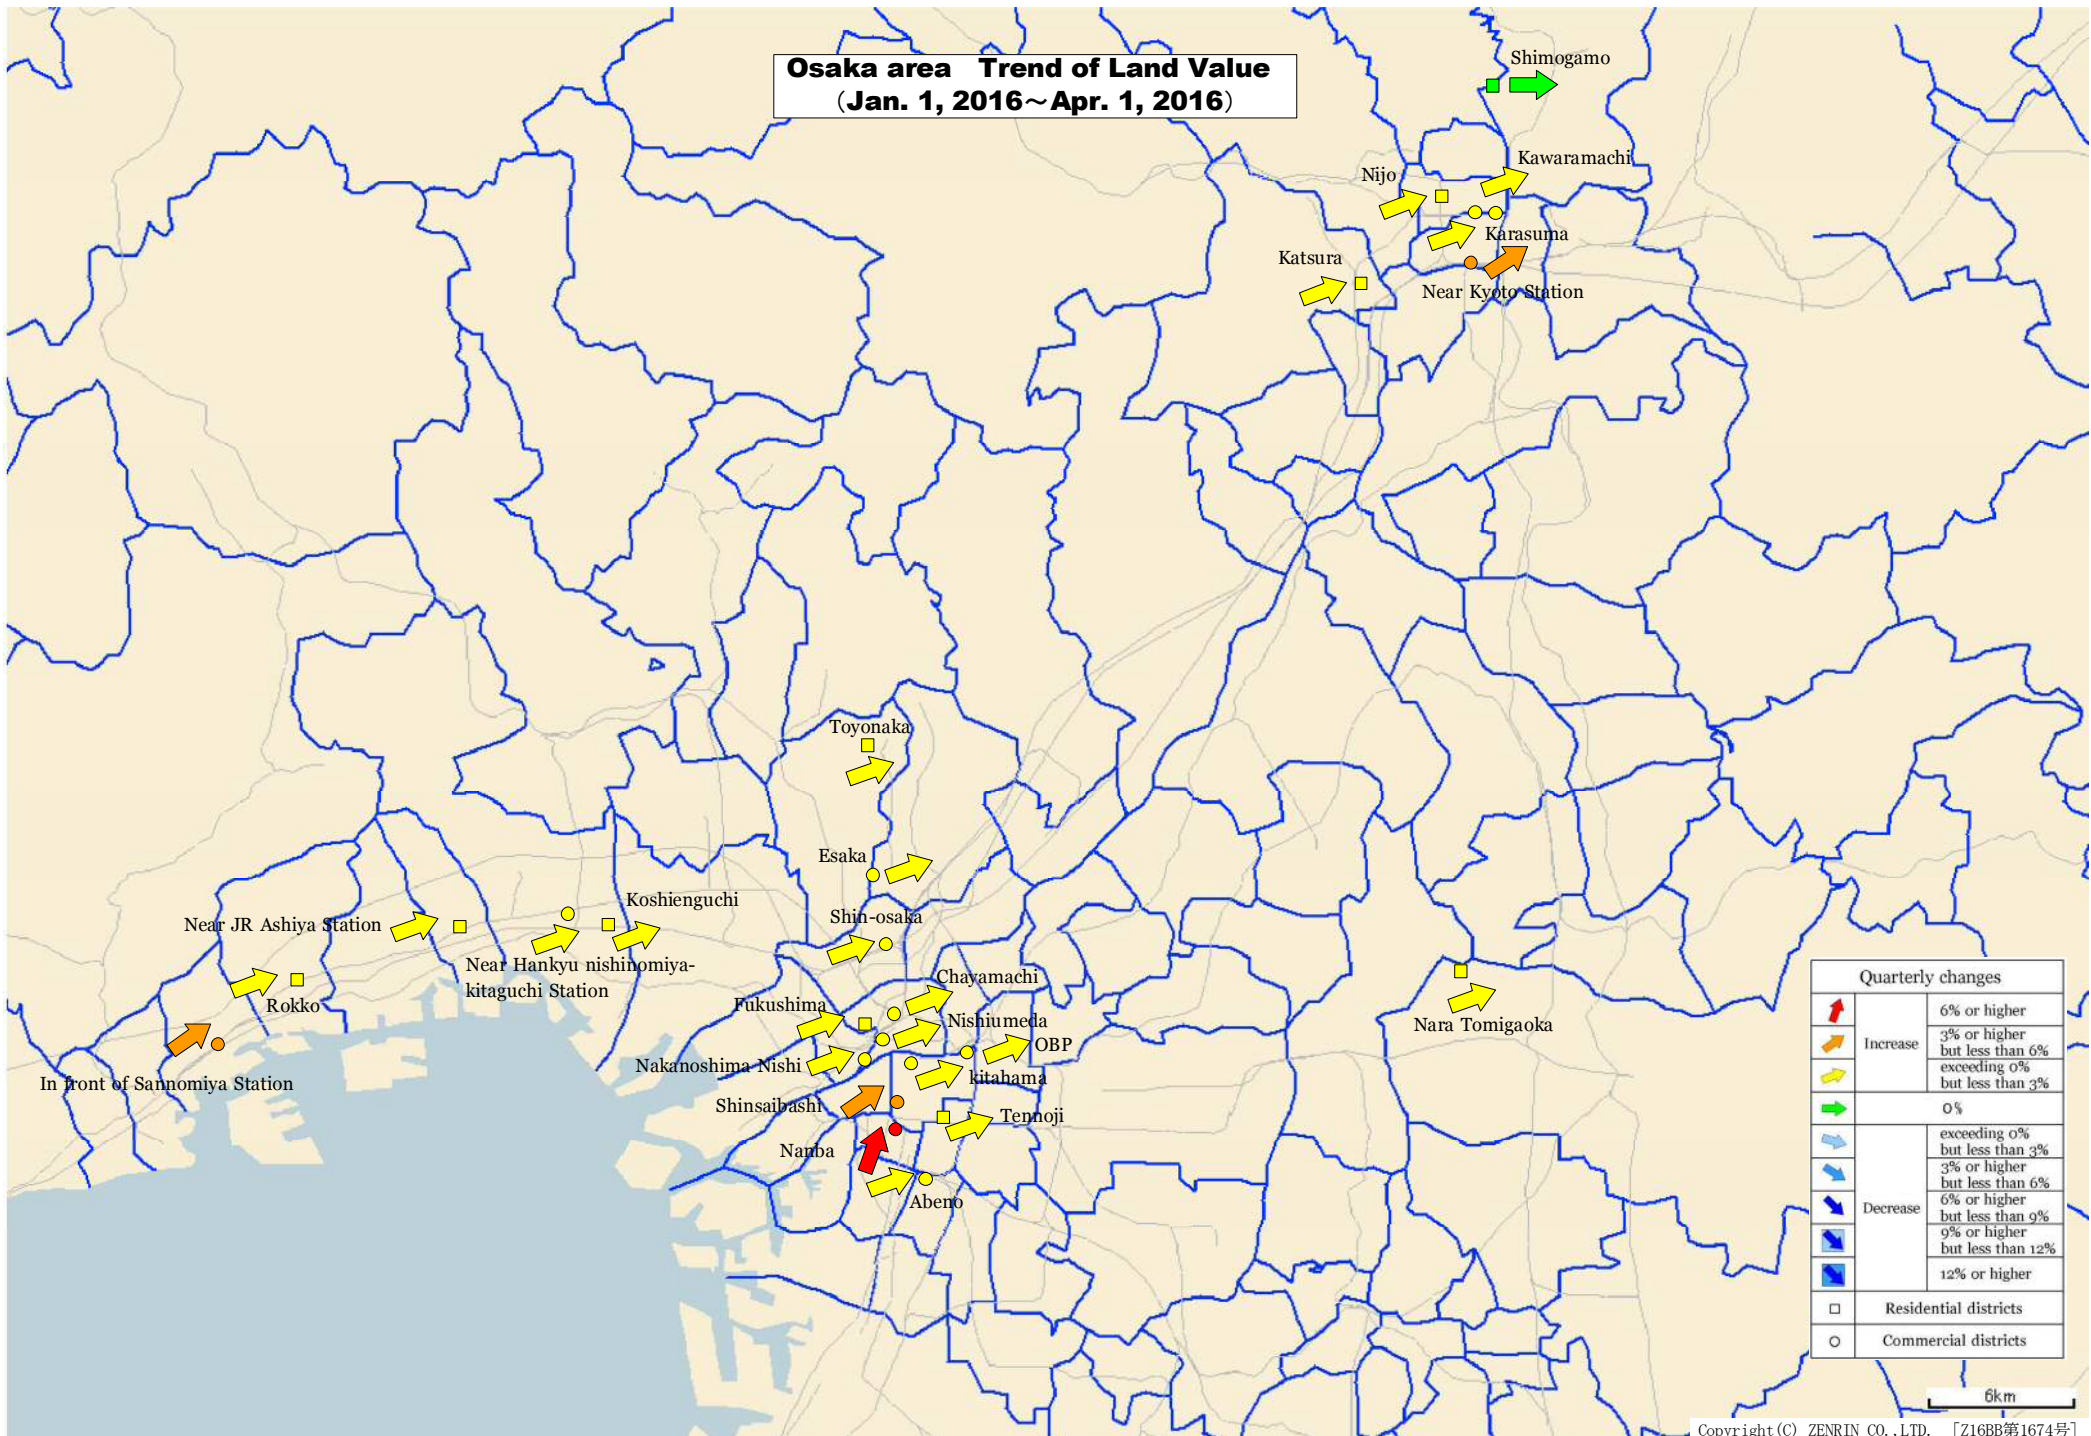 Osaka area   Trend of Land Value
（Jan. 1, 2016～Apr. 1, 2016）
Shimogamo
Kawaramachi
Nijo
Karasuma
Katsura
Near Kyoto Station
Toyonaka
Esaka
Koshienguchi
Near JR Ashiya Station
Shin-osaka
Near Hankyu nishinomiya-
kitaguchi Station
Chayamachi
Rokko
Fukushima
Nishiumeda
Nara Tomigaoka
OBP
Nakanoshima Nishi
kitahama
In front of Sannomiya Station
Shinsaibashi
Tennoji
Nanba
Abeno
Quarterly changes
Increase
6% or higher
3% or higher
but less than 6%
exceeding 0%
but less than 3%
0%
Decrease
exceeding 0%
but less than 3%
3% or higher
but less than 6%
6% or higher
but less than 9%
9% or higher
but less than 12%
12% or higher
Residential districts
Commercial districts
6km
Copyright(C) ZENRIN CO.,LTD. ［Z16BB第1674号］